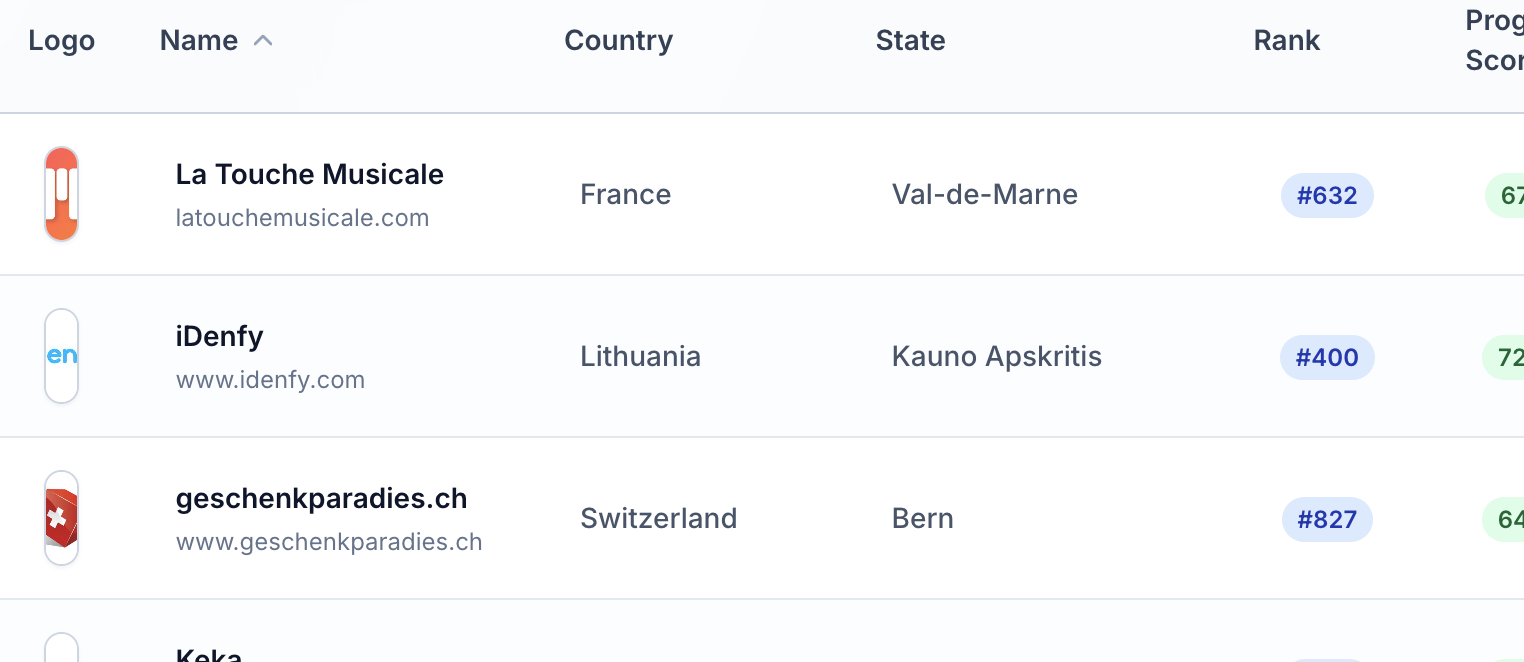 Logo Name Country State Rank Prog
Scor
La Touche Musicale
latouchemusicale.com
France Val-de-Marne #632 67
en
iDenfy
www.idenfy.com
Lithuania Kauno Apskritis #400 72
geschenkparadies.ch
www.geschenkparadies.ch
Switzerland Bern #827 64
Keka